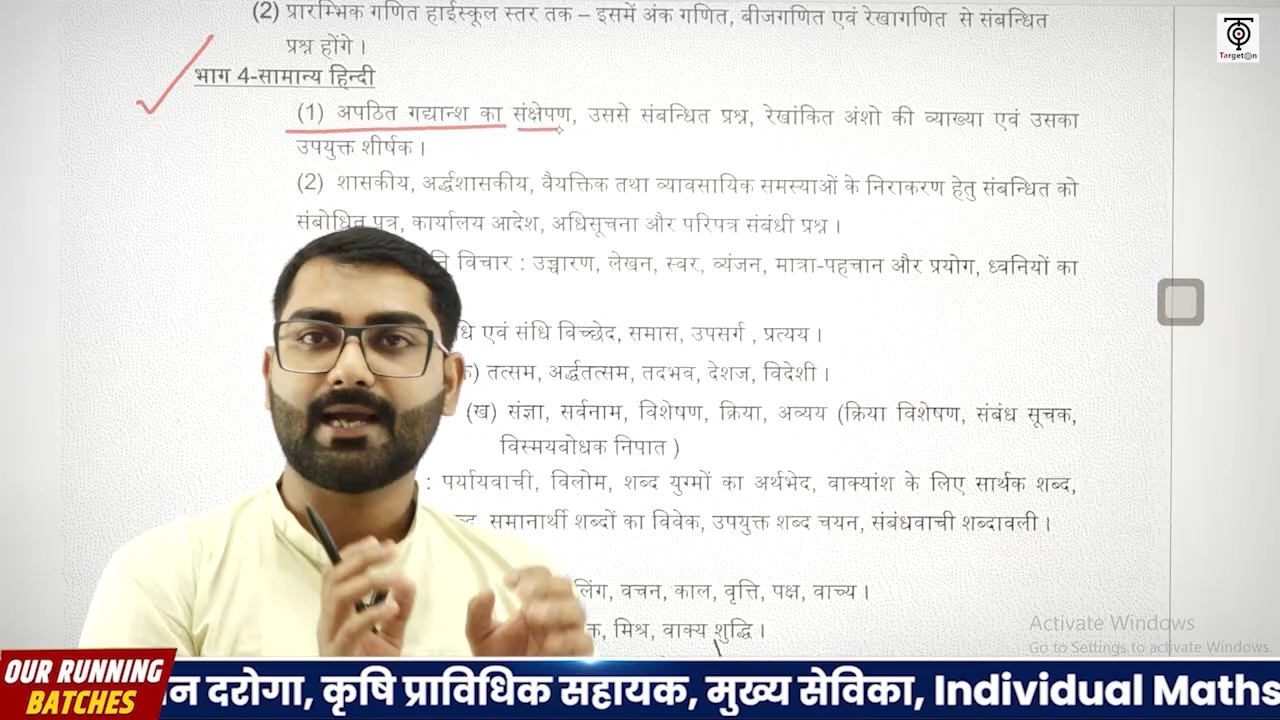 (2) प्रारम्भिक गणित हाईस्कूल स्तर तक – इसमें अंक गणित, बीजगणित एवं रेखागणित से संबन्धित
प्रश्न होंगे ।
भाग 4-सामान्य हिन्दी
(1) अपठित गद्यान्श का संक्षेपण, उससे संबन्धित प्रश्न, रेखांकित अंशो की व्याख्या एवं उसका
उपयुक्त शीर्षक ।
(2) शासकीय, अर्द्धशासकीय, वैयक्तिक तथा व्यावसायिक समस्याओं के निराकरण हेतु संबन्धित को
संबोधित पत्र, कार्यालय आदेश, अधिसूचना और परिपत्र संबंधी प्रश्न ।
विचार : उच्चारण, लेखन, स्वर, व्यंजन, मात्रा-पहचान और प्रयोग, ध्वनियों का
एवं संधि विच्छेद, समास, उपसर्ग , प्रत्यय ।
तत्सम, अर्द्धतत्सम, तदभव, देशज, विदेशी ।
(ख) संज्ञा, सर्वनाम, विशेषण, क्रिया, अव्यय (क्रिया विशेषण, संबंध सूचक,
विस्मयबोधक निपात )
: पर्यायवाची, विलोम, शब्द युग्मों का अर्थभेद, वाक्यांश के लिए सार्थक शब्द,
समानार्थी शब्दों का विवेक, उपयुक्त शब्द चयन, संबंधवाची शब्दावली ।
लिंग, वचन, काल, वृत्ति, पक्ष, वाच्य ।
मिश्र, वाक्य शुद्धि ।
TargetOn
Activate Windows
Go to Settings to activate Windows.
OUR RUNNING
BATCHES
दरोगा, कृषि प्राविधिक सहायक, मुख्य सेविका, Individual Maths